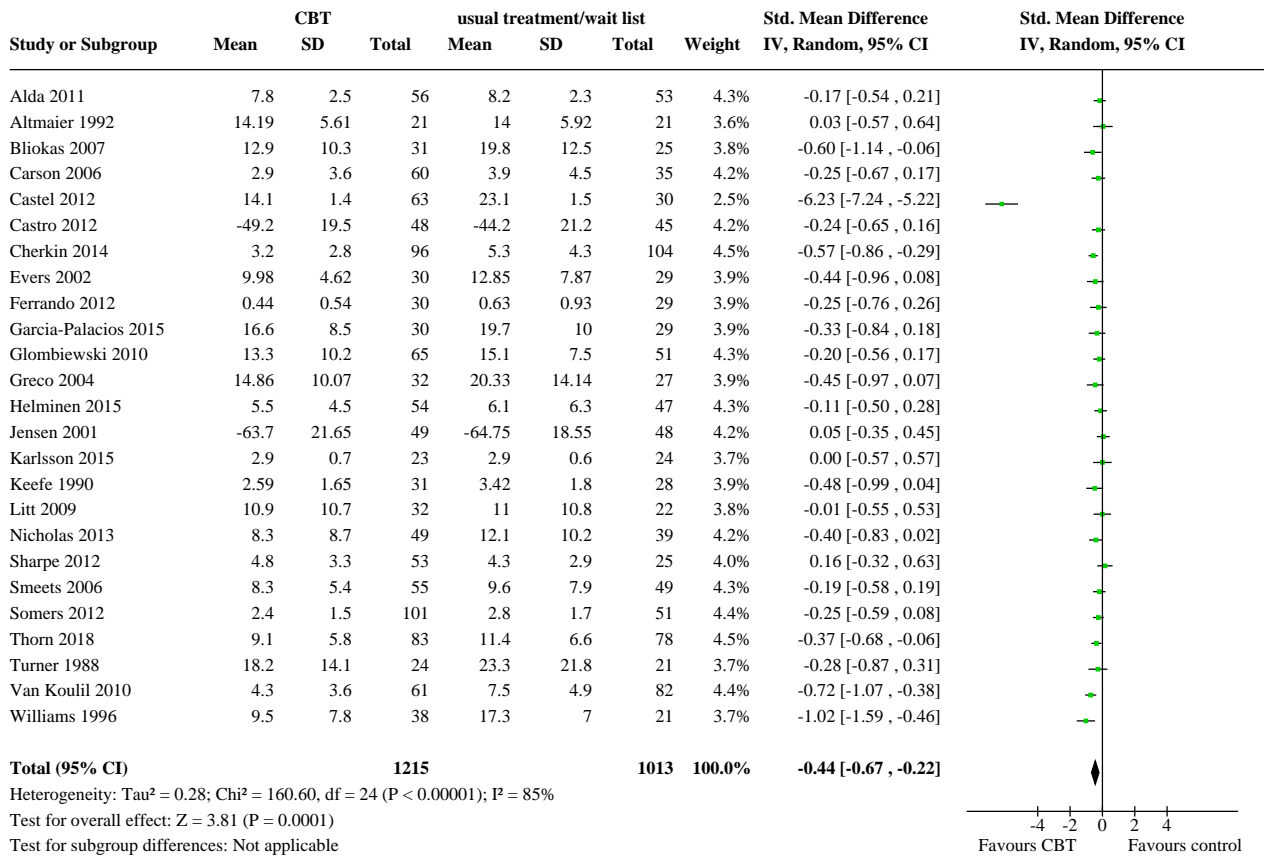 CBT usual treatment/wait list Std. Mean Difference Std. Mean Difference
Study or Subgroup Mean SD Total Mean SD Total Weight IV, Random, 95% CI IV, Random, 95% CI
Alda 2011 7.8 2.5 56 8.2 2.3 53 4.3% -0.17 [-0.54 , 0.21]
Altmaier 1992 14.19 5.61 21 14 5.92 21 3.6% 0.03 [-0.57 , 0.64]
Bliokas 2007 12.9 10.3 31 19.8 12.5 25 3.8% -0.60 [-1.14 , -0.06]
Carson 2006 2.9 3.6 60 3.9 4.5 35 4.2% -0.25 [-0.67 , 0.17]
Castel 2012 14.1 1.4 63 23.1 1.5 30 2.5% -6.23 [-7.24 , -5.22]
Castro 2012 -49.2 19.5 48 -44.2 21.2 45 4.2% -0.24 [-0.65 , 0.16]
Cherkin 2014 3.2 2.8 96 5.3 4.3 104 4.5% -0.57 [-0.86 , -0.29]
Evers 2002 9.98 4.62 30 12.85 7.87 29 3.9% -0.44 [-0.96 , 0.08]
Ferrando 2012 0.44 0.54 30 0.63 0.93 29 3.9% -0.25 [-0.76 , 0.26]
Garcia-Palacios 2015 16.6 8.5 30 19.7 10 29 3.9% -0.33 [-0.84 , 0.18]
Glombiewski 2010 13.3 10.2 65 15.1 7.5 51 4.3% -0.20 [-0.56 , 0.17]
Greco 2004 14.86 10.07 32 20.33 14.14 27 3.9% -0.45 [-0.97 , 0.07]
Helminen 2015 5.5 4.5 54 6.1 6.3 47 4.3% -0.11 [-0.50 , 0.28]
Jensen 2001 -63.7 21.65 49 -64.75 18.55 48 4.2% 0.05 [-0.35 , 0.45]
Karlsson 2015 2.9 0.7 23 2.9 0.6 24 3.7% 0.00 [-0.57 , 0.57]
Keefe 1990 2.59 1.65 31 3.42 1.8 28 3.9% -0.48 [-0.99 , 0.04]
Litt 2009 10.9 10.7 32 11 10.8 22 3.8% -0.01 [-0.55 , 0.53]
Nicholas 2013 8.3 8.7 49 12.1 10.2 39 4.1% -0.40 [-0.83 , 0.02]
Sharpe 2012 4.8 3.3 53 4.3 2.9 25 4.0% 0.16 [-0.32 , 0.63]
Smeets 2006 8.3 5.4 55 9.6 7.9 49 4.3% -0.19 [-0.58 , 0.19]
Somers 2012 2.4 1.5 101 2.8 1.7 51 4.4% -0.25 [-0.59 , 0.08]
Thorn 2018 9.1 5.8 83 11.4 6.6 78 4.5% -0.37 [-0.68 , -0.06]
Turner 1988 18.2 14.1 24 23.3 21.8 21 3.7% -0.28 [-0.87 , 0.31]
Van Koulil 2010 4.3 3.6 61 7.5 4.9 82 4.4% -0.72 [-1.07 , -0.38]
Williams 1996 9.5 7.8 38 17.3 7 21 3.7% -1.02 [-1.59 , -0.46]
Total (95% CI) 1215 1013 100.0% -0.44 [-0.67 , -0.22]
Heterogeneity: Tau² = 0.28; Chi² = 160.60, df = 24 (P < 0.00001); I² = 85%
Test for overall effect: Z = 3.81 (P = 0.0001)
-4 -2 0 2 4
Test for subgroup differences: Not applicable Favours CBT Favours control